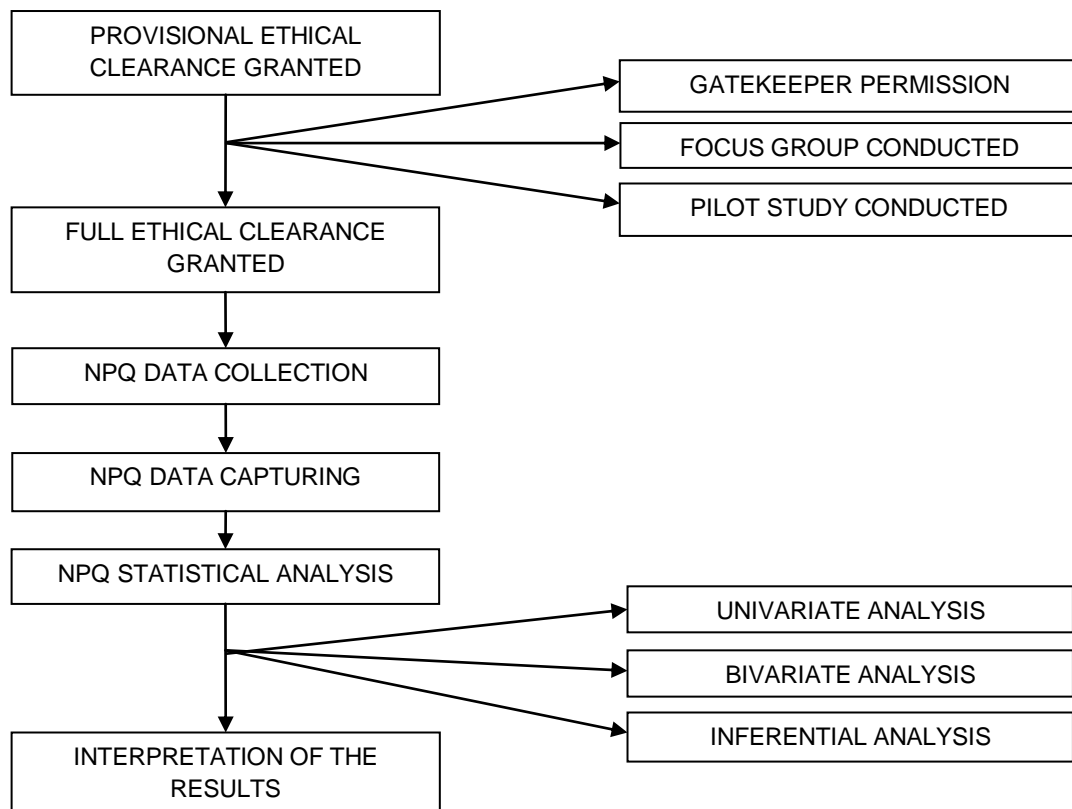 PROVISIONAL ETHICAL
CLEARANCE GRANTED
GATEKEEPER PERMISSION
FOCUS GROUP CONDUCTED
PILOT STUDY CONDUCTED
FULL ETHICAL CLEARANCE
GRANTED
NPQ DATA COLLECTION
NPQ DATA CAPTURING
NPQ STATISTICAL ANALYSIS
UNIVARIATE ANALYSIS
BIVARIATE ANALYSIS
INFERENTIAL ANALYSIS
INTERPRETATION OF THE
RESULTS